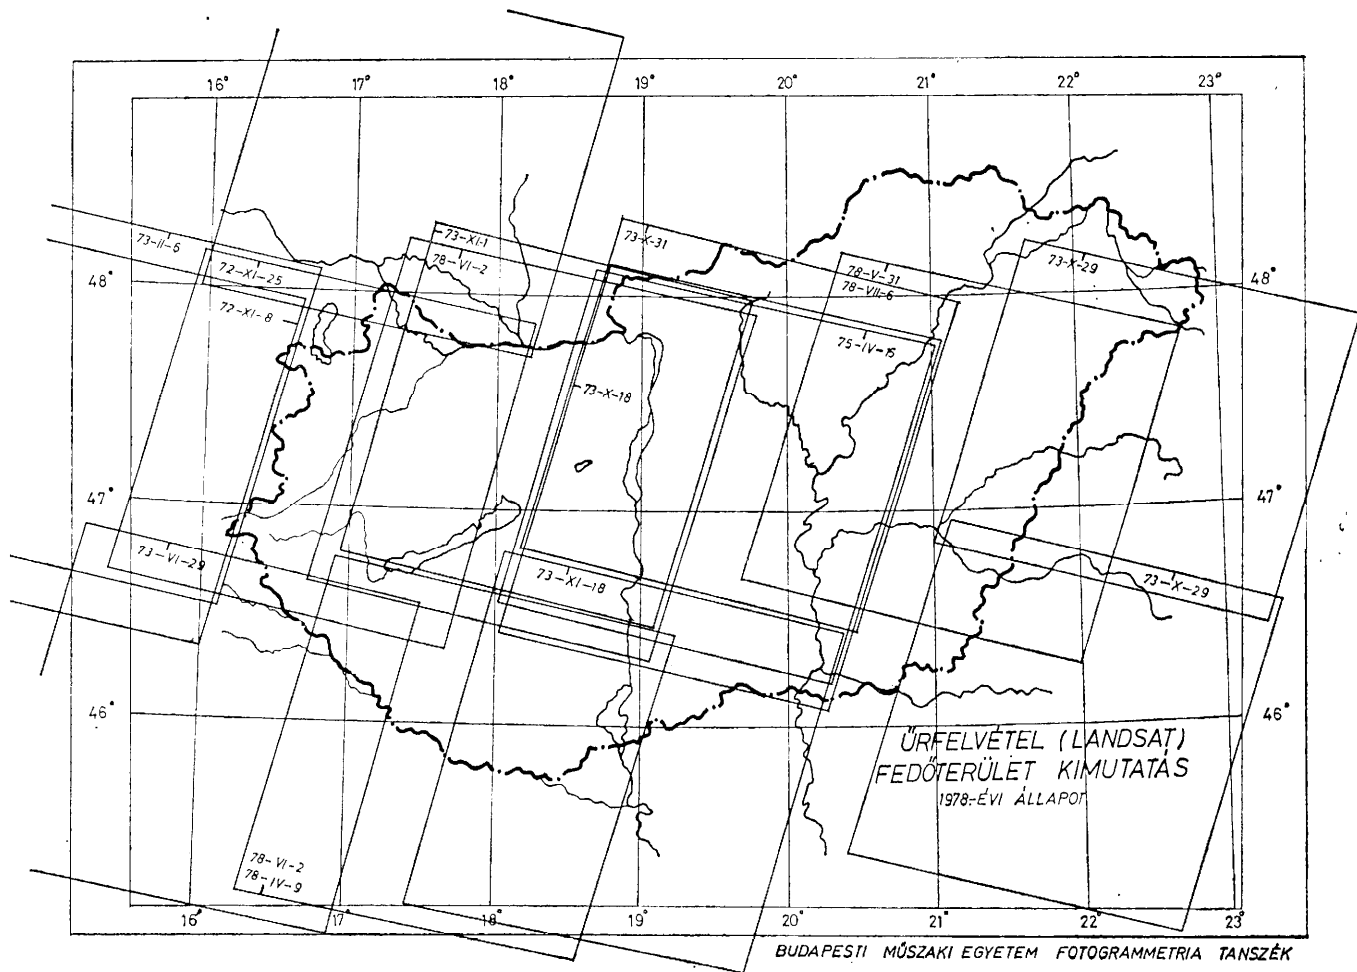 16° 17° 18° 19° 20° 21° 22° 23°
73-II-6
72-XI-25
72-XI-8
73-XI-1
78-VI-2
73-X-31
78-V-31
78-VII-6
73-X-29
48° 48°
75-IV-15
73-X-18
47° 47°
73-VI-29
73-XI-18
73-X-29
46° 46°
ŰRFELVÉTEL (LANDSAT)
FEDŐTERÜLET KIMUTATÁS
1978-ÉVI ÁLLAPOT
78-VI-2
78-IV-9
16° 17° 18° 19° 20° 21° 22° 23°
BUDAPESTI MŰSZAKI EGYETEM FOTOGRAMMETRIA TANSZÉK